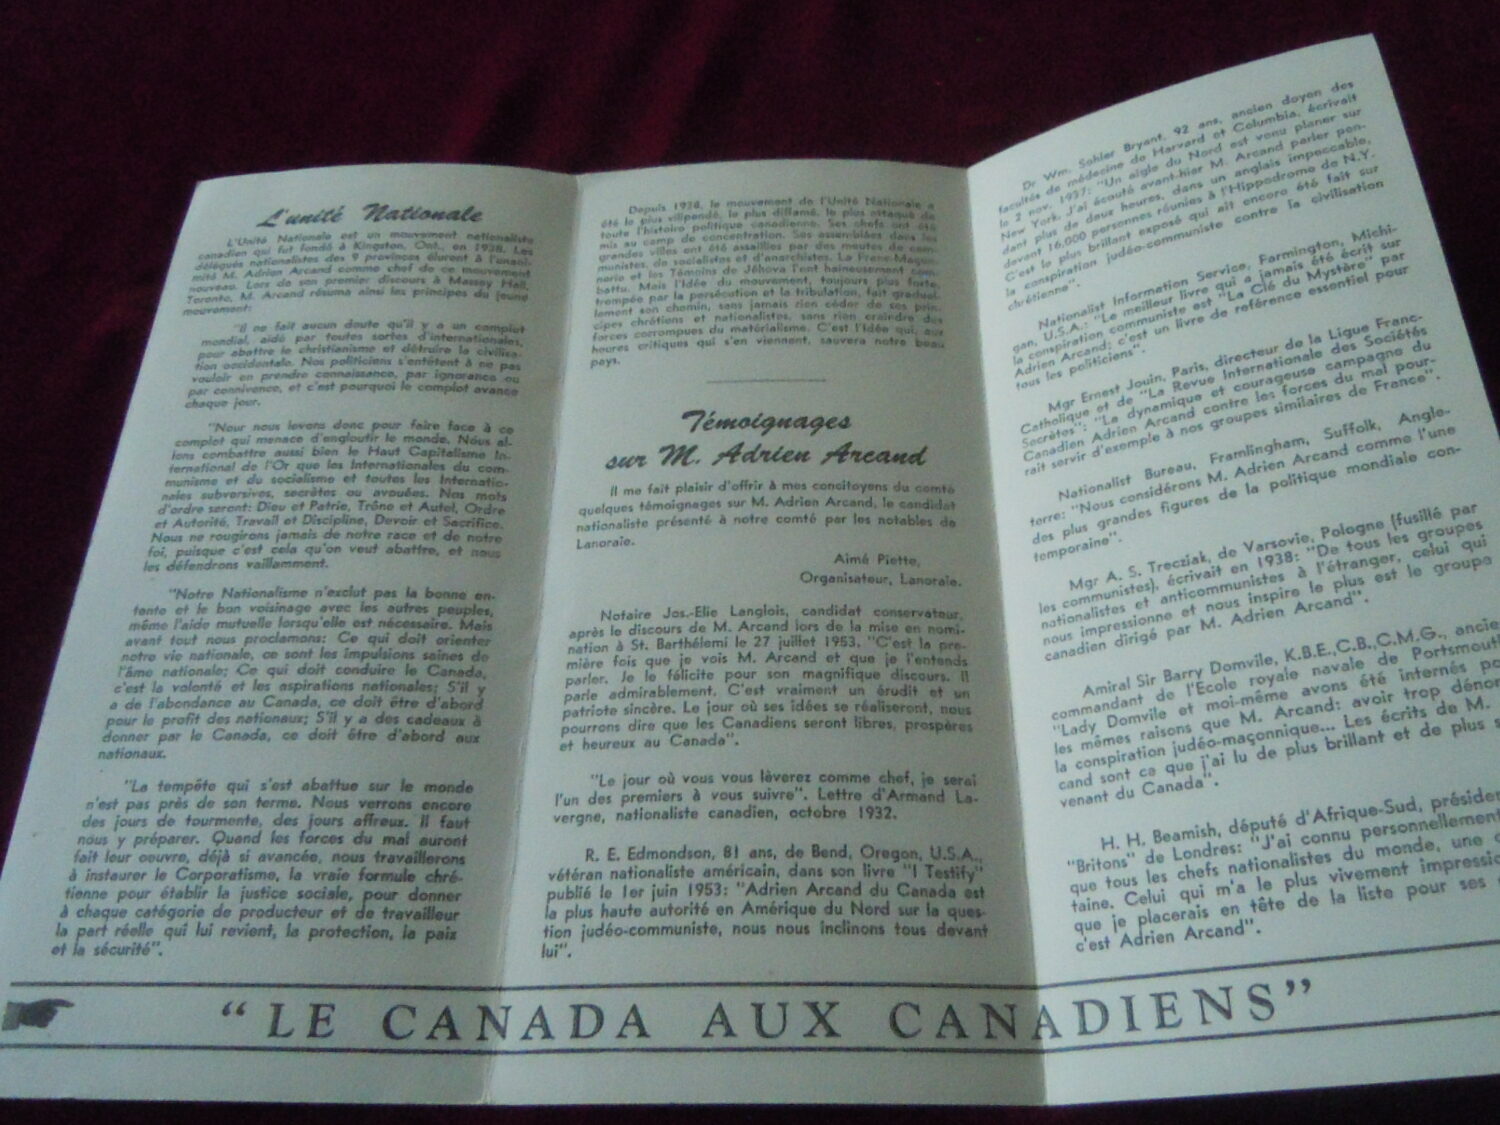 L'unité Nationale
L'Unité Nationale est un mouvement nationaliste
canadien qui fut fondé à Kingston, Ont., en 1938. Les
délégués nationalistes des 9 provinces élurent à l'unani-
mité M. Adrien Arcand comme chef de ce mouvement
nouveau. Lors de son premier discours à Massey Hall,
Toronto, M. Arcand résuma ainsi les principes du jeune
mouvement:
"Il ne fait aucun doute qu'il y a un complot
mondial, aidé par toutes sortes d'internationales,
pour abattre le christianisme et détruire la civilisa-
tion occidentale. Nos politiciens s'entêtent à ne pas
vouloir en prendre connaissance, par ignorance ou
par connivence, et c'est pourquoi le complot avance
chaque jour.
"Nour nous levons donc pour faire face à ce
complot qui menace d'engloutir le monde. Nous al-
lons combattre aussi bien le Haut Capitalisme In-
ternational de l'Or que les Internationales du com-
munisme et du socialisme et toutes les Internatio-
nales subversives, secrètes ou avouées. Nos mots
d'ordre seront: Dieu et Patrie, Trône et Autel, Ordre
et Autorité, Travail et Discipline, Devoir et Sacrifice.
Nous ne rougirons jamais de notre race et de notre
foi, puisque c'est cela qu'on veut abattre, et nous
les défendrons vaillamment.
"Notre Nationalisme n'exclut pas la bonne en-
tente et le bon voisinage avec les autres peuples,
même l'aide mutuelle lorsqu'elle est nécessaire. Mais
avant tout nous proclamons: Ce qui doit orienter
notre vie nationale, ce sont les impulsions saines de
l'âme nationale; Ce qui doit conduire le Canada,
c'est la volonté et les aspirations nationales; S'il y
a de l'abondance au Canada, ce doit être d'abord
pour le profit des nationaux; S'il y a des cadeaux à
donner par le Canada, ce doit être d'abord aux
nationaux.
"La tempête qui s'est abattue sur le monde
n'est pas près de son terme. Nous verrons encore
des jours de tourmente, des jours affreux. Il faut
nous y préparer. Quand les forces du mal auront
fait leur oeuvre, déjà si avancée, nous travaillerons
à instaurer le Corporatisme, la vraie formule chré-
tienne pour établir la justice sociale, pour donner
à chaque catégorie de producteur et de travailleur
la part réelle qui lui revient, la protection, la paix
et la sécurité".
Depuis 1938, le mouvement de l'Unité Nationale a
été le plus vilipendé, le plus diffamé, le plus attaqué de
toute l'histoire politique canadienne. Ses chefs ont été
mis au camp de concentration. Ses assemblées dans les
grandes villes ont été assaillies par des meutes de com-
munistes, de socialistes et d'anarchistes. La Franc-Maçon-
nerie et les Témoins de Jéhova l'ont haineusement com-
battu. Mais l'Idée du mouvement, toujours plus forte,
trempée par la persécution et la tribulation, fait graduel-
lement son chemin, sans jamais rien céder de ses prin-
cipes chrétiens et nationalistes, sans rien craindre des
forces corrompues du matérialisme. C'est l'Idée qui, aux
heures critiques qui s'en viennent, sauvera notre beau
pays.
Témoignages
sur M. Adrien Arcand
Il me fait plaisir d'offrir à mes concitoyens du comté
quelques témoignages sur M. Adrien Arcand, le candidat
nationaliste présenté à notre comté par les notables de
Lanoraie.
Aimé Piette,
Organisateur, Lanoraie.
Notaire Jos.-Elie Langlois, candidat conservateur,
après le discours de M. Arcand lors de la mise en nomi-
nation à St. Barthélemi le 27 juillet 1953. "C'est la pre-
mière fois que je vois M. Arcand et que je l'entends
parler. Je le félicite pour son magnifique discours. Il
parle admirablement. C'est vraiment un érudit et un
patriote sincère. Le jour où ses idées se réaliseront, nous
pourrons dire que les Canadiens seront libres, prospères
et heureux au Canada".
"Le jour où vous vous lèverez comme chef, je serai
l'un des premiers à vous suivre". Lettre d'Armand La-
vergne, nationaliste canadien, octobre 1932.
R. E. Edmondson, 81 ans, de Bend, Oregon, U.S.A.,
vétéran nationaliste américain, dans son livre "I Testify"
publié le 1er juin 1953: "Adrien Arcand du Canada est
la plus haute autorité en Amérique du Nord sur la ques-
tion judéo-communiste, nous nous inclinons tous devant
lui".
Dr Wm. Sohler Bryant, 92 ans, ancien doyen des
facultés de médecine de Harvard et Columbia, écrivait
le 2 nov. 1937: "Un aigle du Nord est venu planer sur
New York. J'ai écouté avant-hier M. Arcand parler pen-
dant plus de deux heures, dans un anglais impeccable,
devant 16,000 personnes réunies à l'Hippodrome de N.Y.
C'est le plus brillant exposé qui ait encore été fait sur
la conspiration judéo-communiste contre la civilisation
chrétienne".
Nationalist Information Service, Farmington, Michi-
gan, U.S.A.: "Le meilleur livre qui a jamais été écrit sur
la conspiration communiste est "La Clé du Mystère" par
Adrien Arcand; c'est un livre de référence essentiel pour
tous les politiciens".
Mgr Ernest Jouin, Paris, directeur de la Ligue Franc-
Catholique et de "La Revue Internationale des Sociétés
Secrètes": "La dynamique et courageuse campagne du
Canadien Adrien Arcand contre les forces du mal pour-
rait servir d'exemple à nos groupes similaires de France".
Nationalist Bureau, Framlingham, Suffolk, Angle-
terre: "Nous considérons M. Adrien Arcand comme l'une
des plus grandes figures de la politique mondiale con-
temporaine".
Mgr A. S. Trecziak, de Varsovie, Pologne (fusillé par
les communistes), écrivait en 1938: "De tous les groupes
nationalistes et anticommunistes à l'étranger, celui qui
nous impressionne et nous inspire le plus est le groupe
canadien dirigé par M. Adrien Arcand".
Amiral Sir Barry Domvile, K.B.E.,C.B.,C.M.G., ancie
commandant de l'Ecole royale navale de Portsmout
"Lady Domvile et moi-même avons été internés po
les mêmes raisons que M. Arcand: avoir trop dénon
la conspiration judéo-maçonnique... Les écrits de M.
cand sont ce que j'ai lu de plus brillant et de plus s
venant du Canada".
H. H. Beamish, député d'Afrique-Sud, présiden
"Britons" de Londres: "J'ai connu personnellement
que tous les chefs nationalistes du monde, une
taine. Celui qui m'a le plus vivement impressio
que je placerais en tête de la liste pour ses
c'est Adrien Arcand".
"LE CANADA AUX CANADIENS"